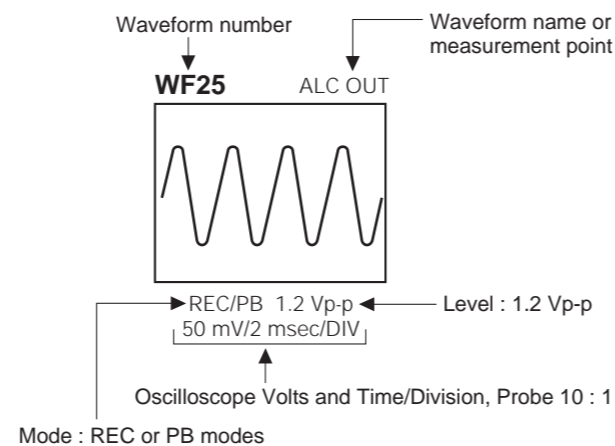 Waveform number
Waveform name or
measurement point
WF25
ALC OUT
REC/PB 1.2 Vp-p
Level : 1.2 Vp-p
50 mV/2 msec/DIV
Oscilloscope Volts and Time/Division, Probe 10 : 1
Mode : REC or PB modes